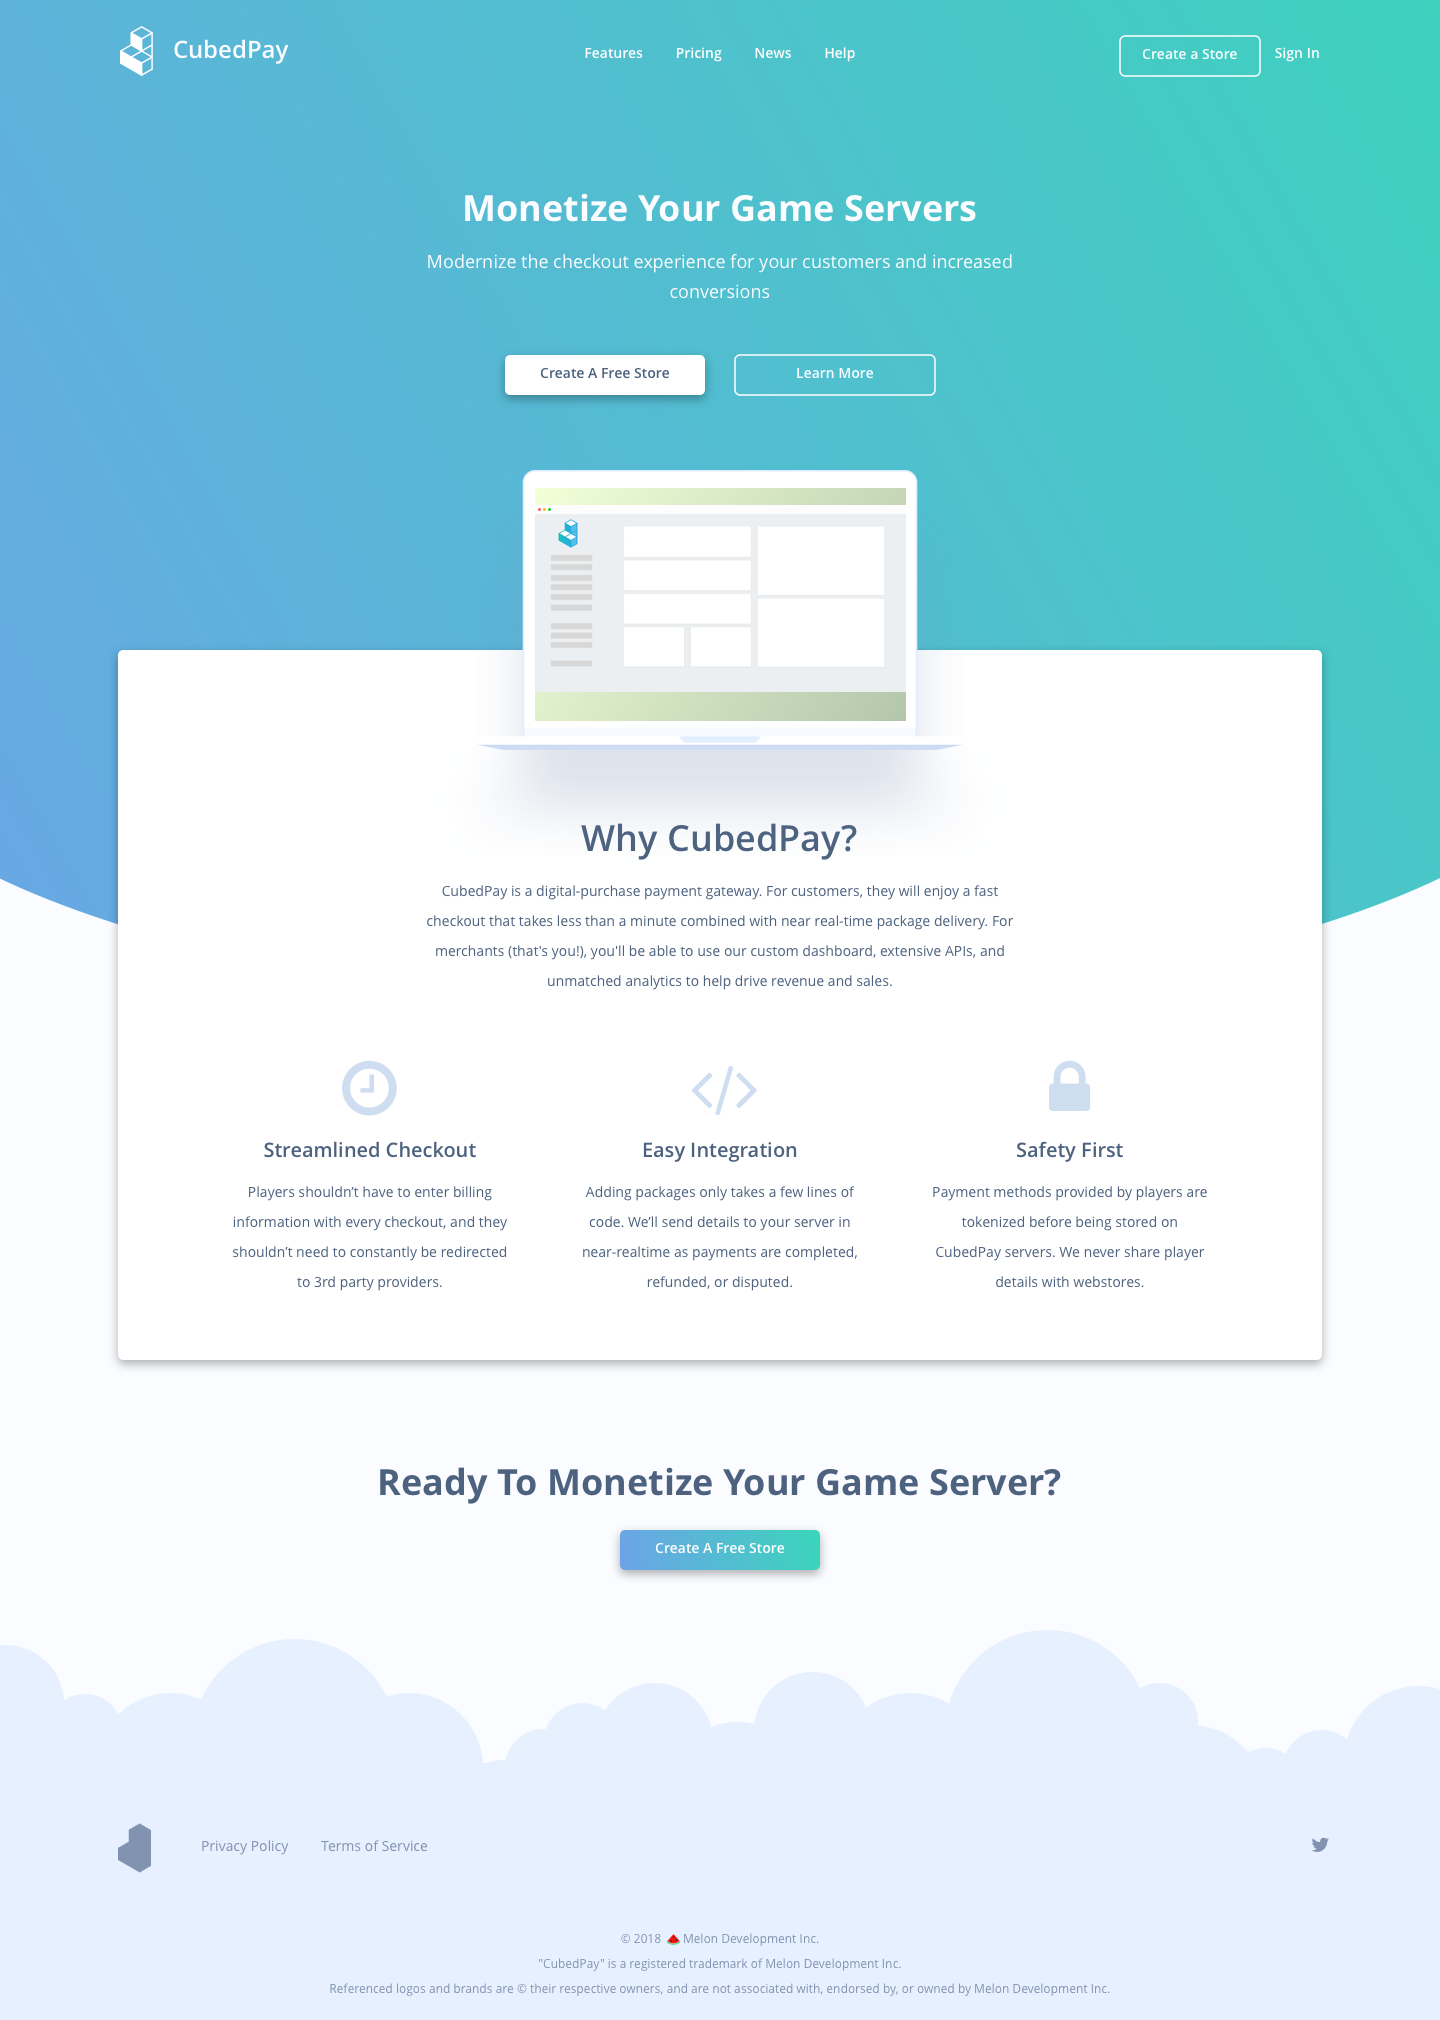 CubedPay
Features Pricing News Help
Create a Store Sign In
Monetize Your Game Servers
Modernize the checkout experience for your customers and increased
conversions
Create A Free Store Learn More
Why CubedPay?
CubedPay is a digital-purchase payment gateway. For customers, they will enjoy a fast
checkout that takes less than a minute combined with near real-time package delivery. For
merchants (that's you!), you'll be able to use our custom dashboard, extensive APIs, and
unmatched analytics to help drive revenue and sales.
Streamlined Checkout
Players shouldn’t have to enter billing
information with every checkout, and they
shouldn’t need to constantly be redirected
to 3rd party providers.
Easy Integration
Adding packages only takes a few lines of
code. We’ll send details to your server in
near-realtime as payments are completed,
refunded, or disputed.
Safety First
Payment methods provided by players are
tokenized before being stored on
CubedPay servers. We never share player
details with webstores.
Ready To Monetize Your Game Server?
Create A Free Store
Privacy Policy Terms of Service
© 2018 🍉 Melon Development Inc.
"CubedPay" is a registered trademark of Melon Development Inc.
Referenced logos and brands are © their respective owners, and are not associated with, endorsed by, or owned by Melon Development Inc.